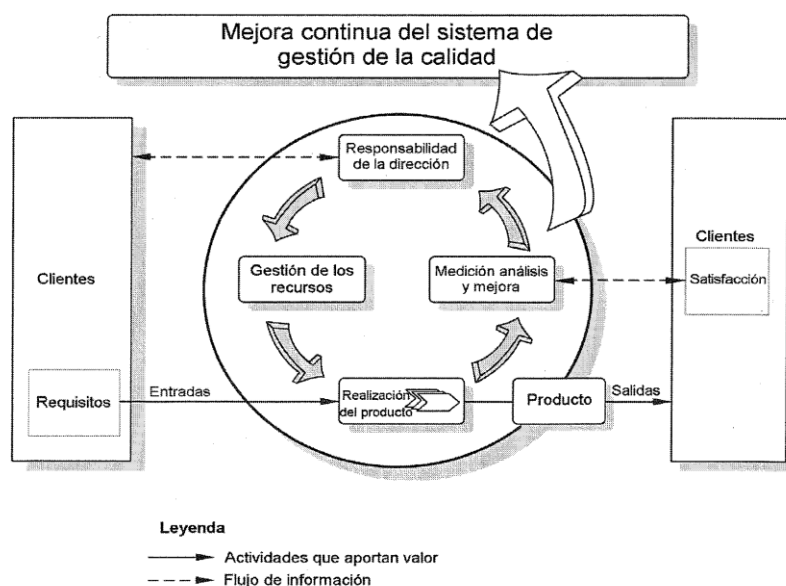 Mejora continua del sistema de
gestión de la calidad
Responsabilidad
de la dirección
Clientes
Gestión de los
recursos
Medición análisis
y mejora
Clientes
Satisfacción
Requisitos
Entradas
Realización
del producto
Producto
Salidas
Leyenda
Actividades que aportan valor
Flujo de información